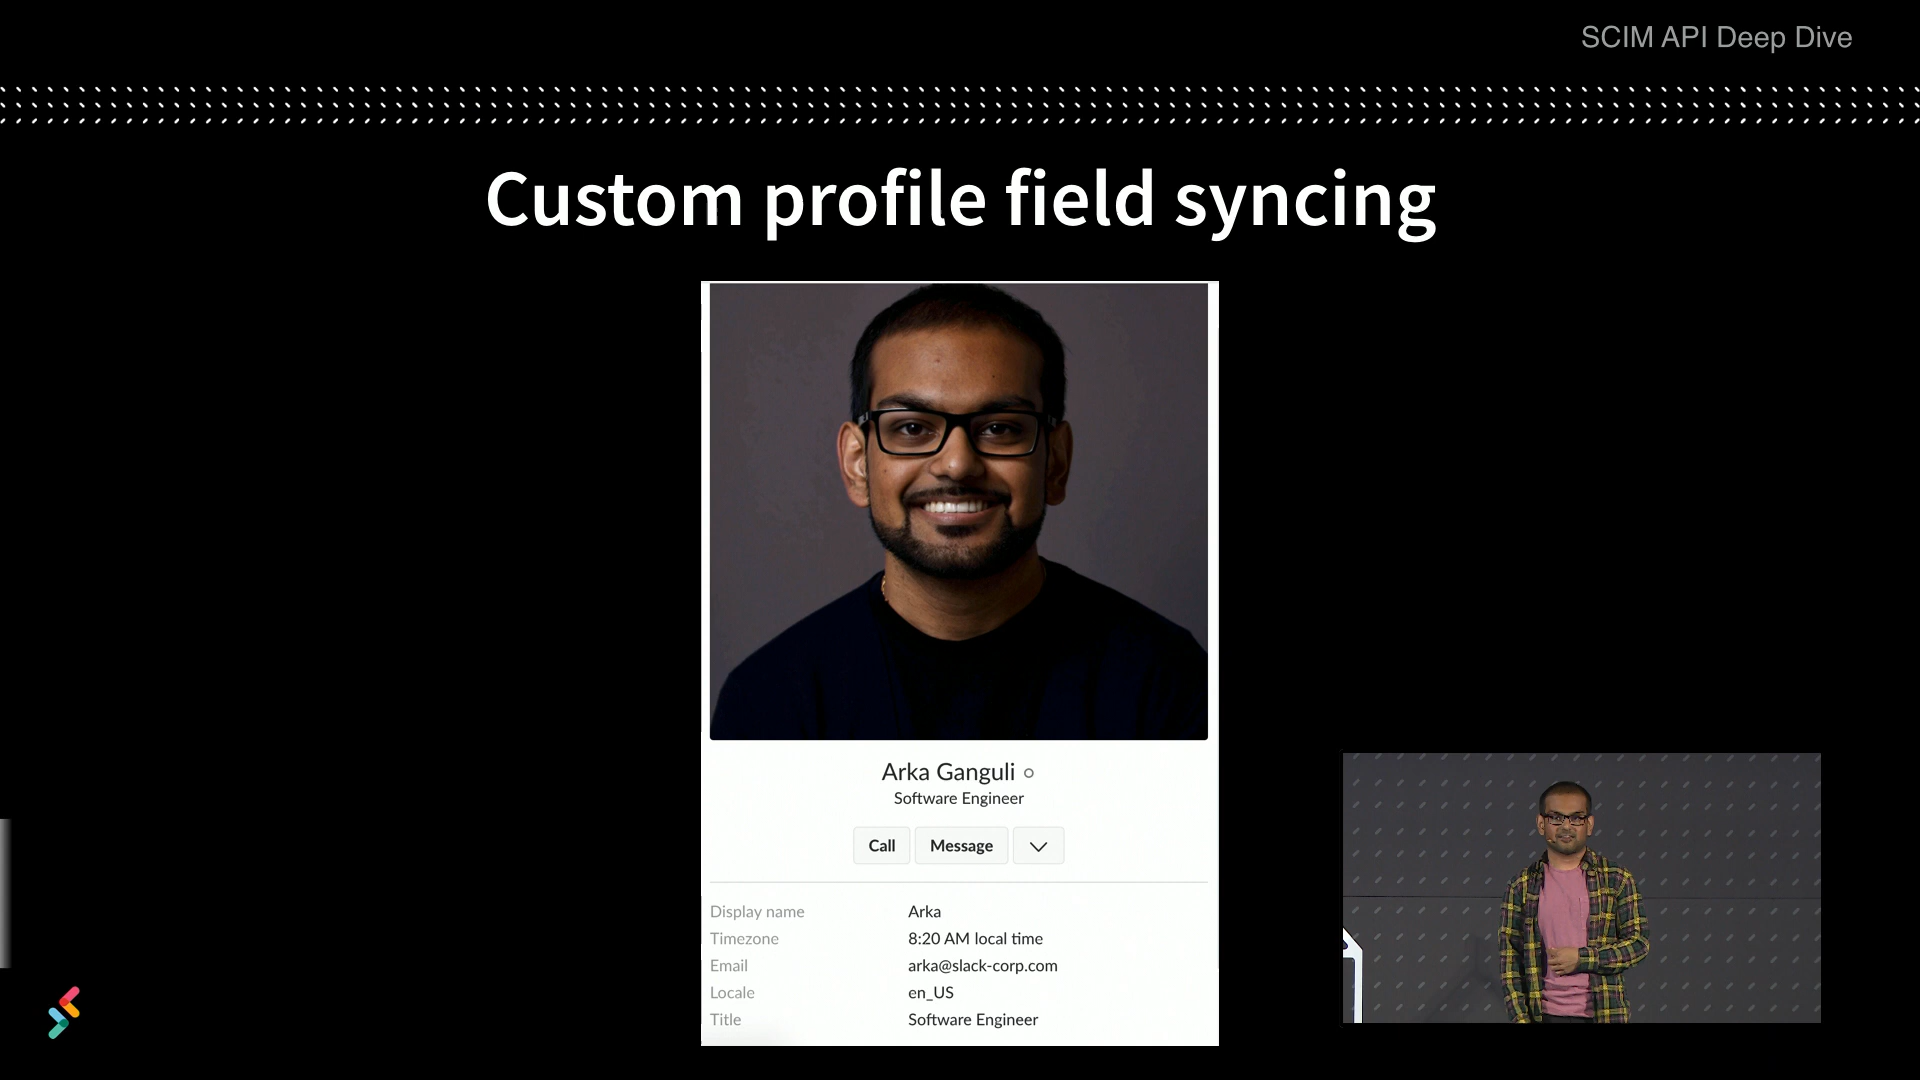 SCIM API Deep Dive
Custom profile field syncing
Arka Ganguli
Software Engineer
Call Message
Display name Arka
Timezone 8:20 AM local time
Email arka@slack-corp.com
Locale en_US
Title Software Engineer